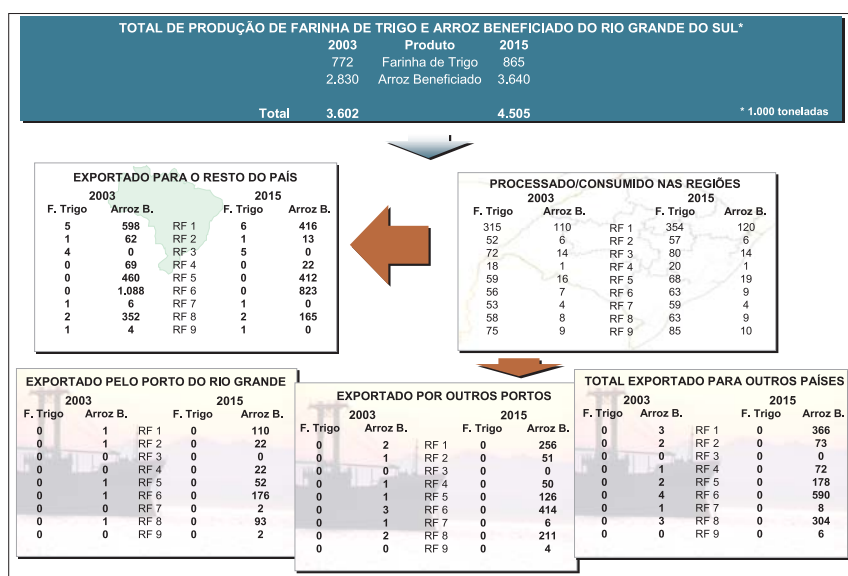 TOTAL DE PRODUÇÃO DE FARINHA DE TRIGO E ARROZ BENEFICIADO DO RIO GRANDE DO SUL*
2003 Produto 2015
772 Farinha de Trigo 865
2.830 Arroz Beneficiado 3.640
Total 3.602 4.505 * 1.000 toneladas
EXPORTADO PARA O RESTO DO PAÍS
2003 2015
F. Trigo Arroz B. F. Trigo Arroz B.
5 598 RF 1 6 416
1 62 RF 2 1 13
4 0 RF 3 5 0
0 69 RF 4 0 22
0 460 RF 5 0 412
0 1.088 RF 6 0 823
1 6 RF 7 1 0
2 352 RF 8 2 165
1 4 RF 9 1 0
PROCESSADO/CONSUMIDO NAS REGIÕES
2003 2015
F. Trigo Arroz B. F. Trigo Arroz B.
315 110 RF 1 354 120
52 6 RF 2 57 6
72 14 RF 3 80 14
18 1 RF 4 20 1
59 16 RF 5 68 19
56 7 RF 6 63 9
53 4 RF 7 59 4
58 8 RF 8 63 9
75 9 RF 9 85 10
EXPORTADO PELO PORTO DO RIO GRANDE
2003 2015
F. Trigo Arroz B. F. Trigo Arroz B.
0 1 RF 1 0 110
0 1 RF 2 0 22
0 0 RF 3 0 0
0 0 RF 4 0 22
0 1 RF 5 0 52
0 1 RF 6 0 176
0 0 RF 7 0 2
0 1 RF 8 0 93
0 0 RF 9 0 2
EXPORTADO POR OUTROS PORTOS
2003 2015
F. Trigo Arroz B. F. Trigo Arroz B.
0 2 RF 1 0 256
0 1 RF 2 0 51
0 0 RF 3 0 0
0 1 RF 4 0 50
0 1 RF 5 0 126
0 3 RF 6 0 414
0 1 RF 7 0 6
0 2 RF 8 0 211
0 0 RF 9 0 4
TOTAL EXPORTADO PARA OUTROS PAÍSES
2003 2015
F. Trigo Arroz B. F. Trigo Arroz B.
0 3 RF 1 0 366
0 2 RF 2 0 73
0 0 RF 3 0 0
0 1 RF 4 0 72
0 2 RF 5 0 178
0 4 RF 6 0 590
0 1 RF 7 0 8
0 3 RF 8 0 304
0 0 RF 9 0 6